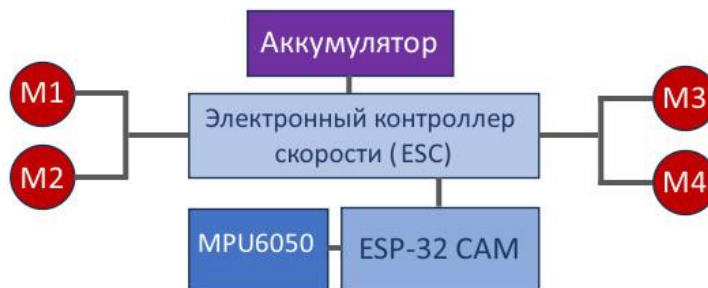 Аккумулятор
M1
M3
Электронный контроллер
скорости (ESC)
M2
M4
MPU6050
ESP-32 CAM